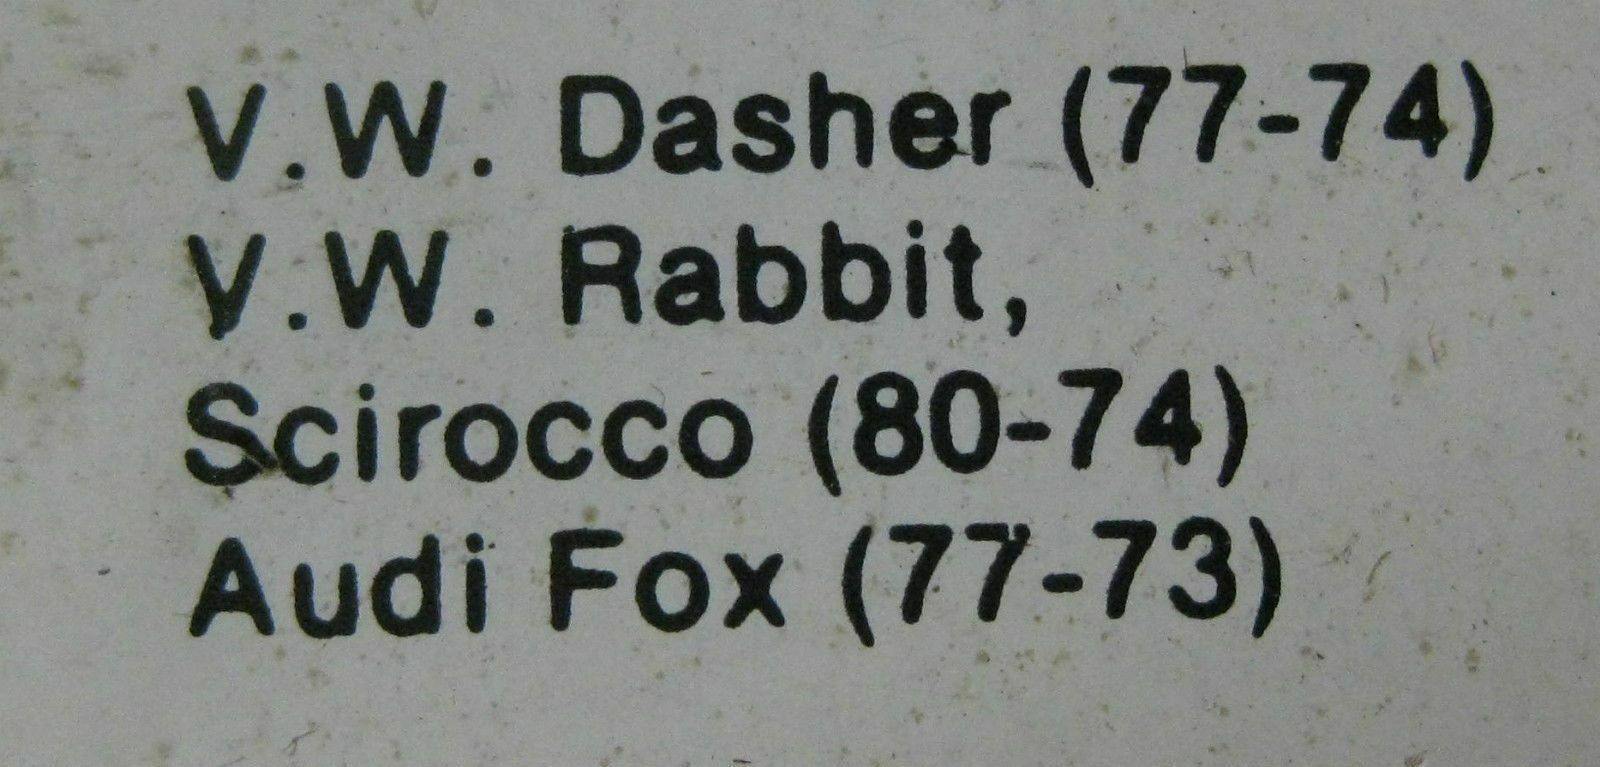 V.W. Dasher (77-74)
V.W. Rabbit,
Scirocco (80-74)
Audi Fox (77-73)